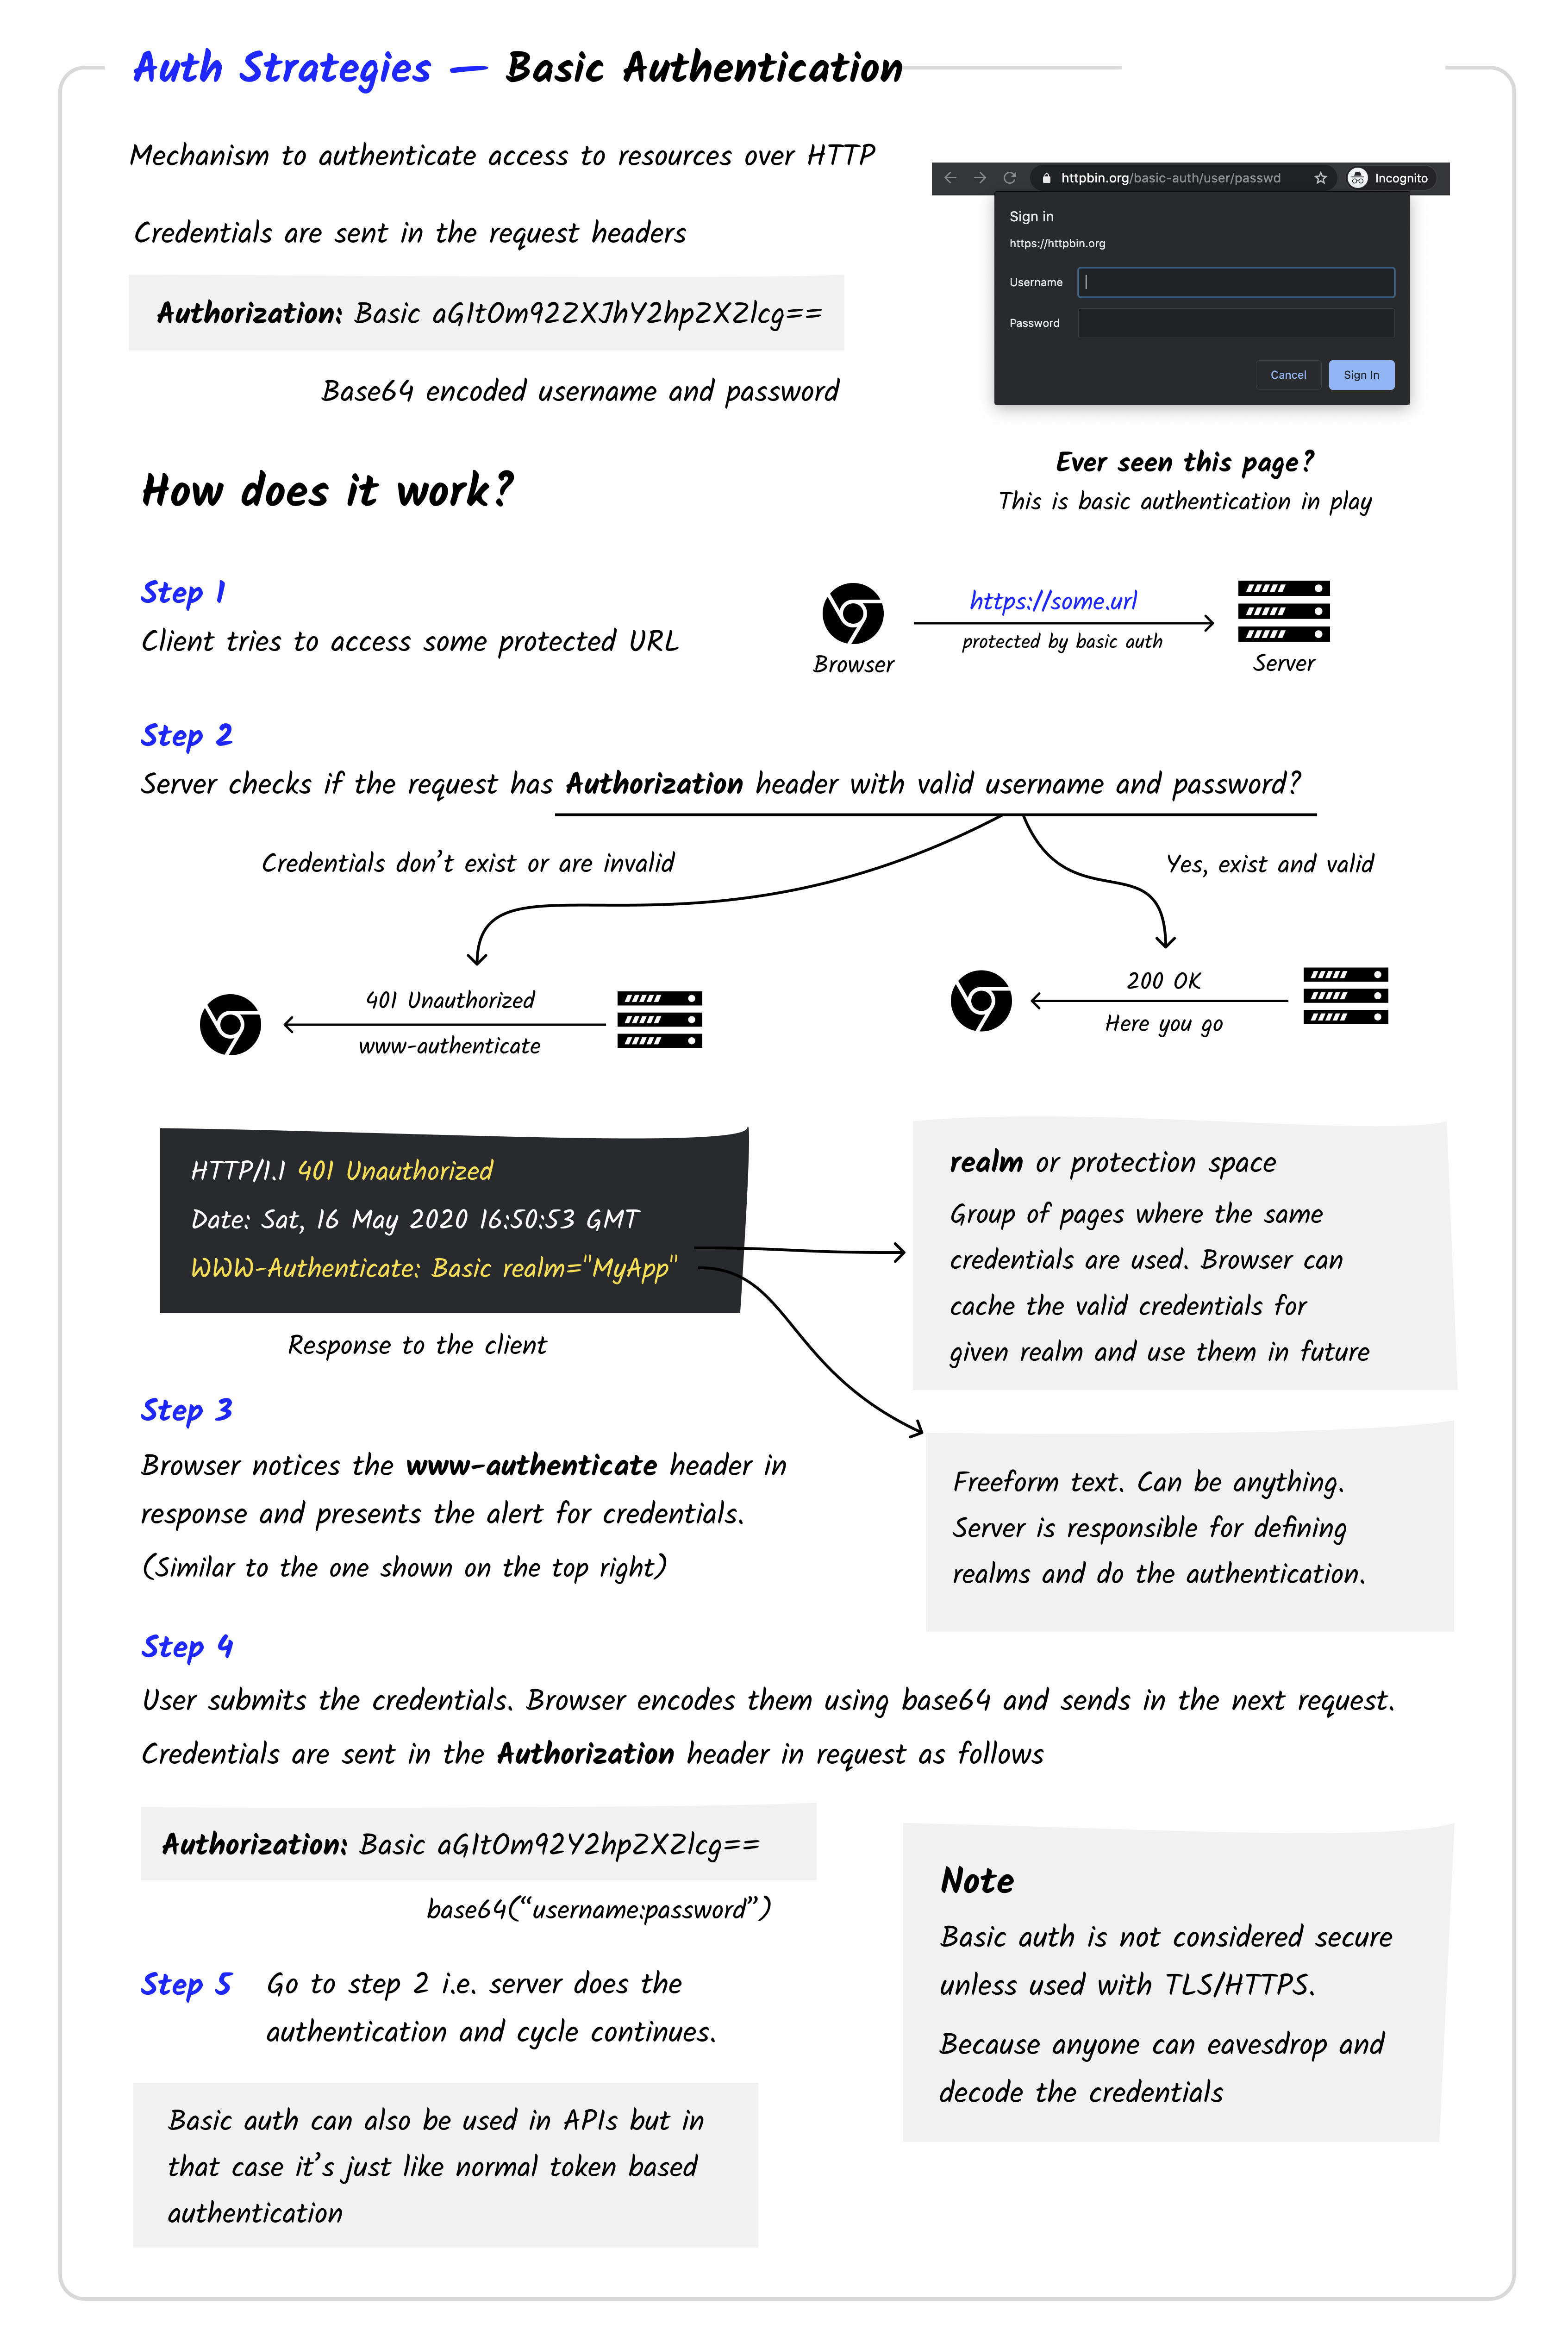 Auth Strategies — Basic Authentication
Mechanism to authenticate access to resources over HTTP
Credentials are sent in the request headers
Authorization: Basic aGItOm92ZXJhY2hpZXZlcg==
Base64 encoded username and password
httpbin.org/basic-auth/user/passwd
Incognito
Sign in
https://httpbin.org
Username
Password
Cancel
Sign In
Ever seen this page?
This is basic authentication in play
How does it work?
Step 1
Client tries to access some protected URL
https://some.url
protected by basic auth
Browser
Server
Step 2
Server checks if the request has Authorization header with valid username and password?
Credentials don’t exist or are invalid
Yes, exist and valid
401 Unauthorized
www-authenticate
200 OK
Here you go
HTTP/1.1 401 Unauthorized
Date: Sat, 16 May 2020 16:50:53 GMT
WWW-Authenticate: Basic realm="MyApp"
Response to the client
realm or protection space
Group of pages where the same
credentials are used. Browser can
cache the valid credentials for
given realm and use them in future
Freeform text. Can be anything.
Server is responsible for defining
realms and do the authentication.
Step 3
Browser notices the www-authenticate header in
response and presents the alert for credentials.
(Similar to the one shown on the top right)
Step 4
User submits the credentials. Browser encodes them using base64 and sends in the next request.
Credentials are sent in the Authorization header in request as follows
Authorization: Basic aGItOm92Y2hpZXZlcg==
base64(“username:password”)
Step 5
Go to step 2 i.e. server does the
authentication and cycle continues.
Basic auth can also be used in APIs but in
that case it’s just like normal token based
authentication
Note
Basic auth is not considered secure
unless used with TLS/HTTPS.
Because anyone can eavesdrop and
decode the credentials